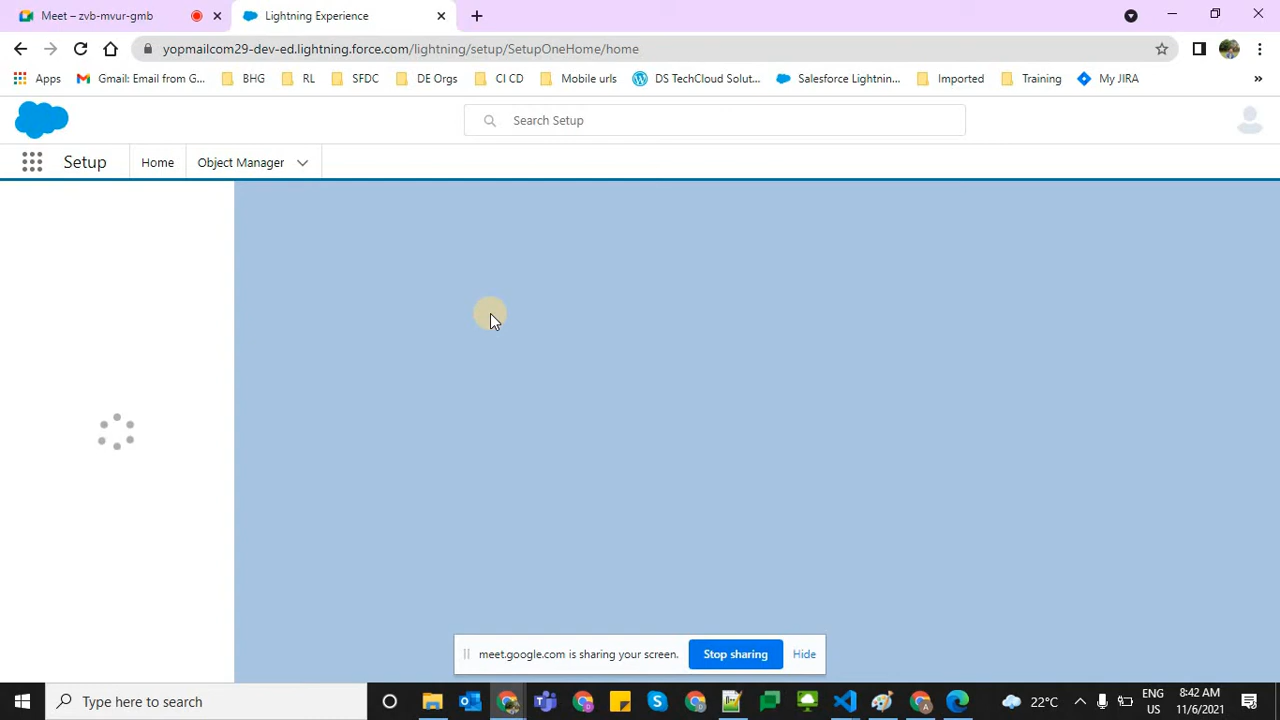 Meet – zvb-mvur-gmb
Lightning Experience
yopmailcom29-dev-ed.lightning.force.com/lightning/setup/SetupOneHome/home
Apps
Gmail: Email from G...
BHG
RL
SFDC
DE Orgs
CI CD
Mobile urls
DS TechCloud Solut...
Salesforce Lightnin...
Imported
Training
My JIRA
»
Search Setup
Setup
Home
Object Manager
meet.google.com is sharing your screen.
Stop sharing
Hide
Type here to search
22°C
ENG
US
8:42 AM
11/6/2021